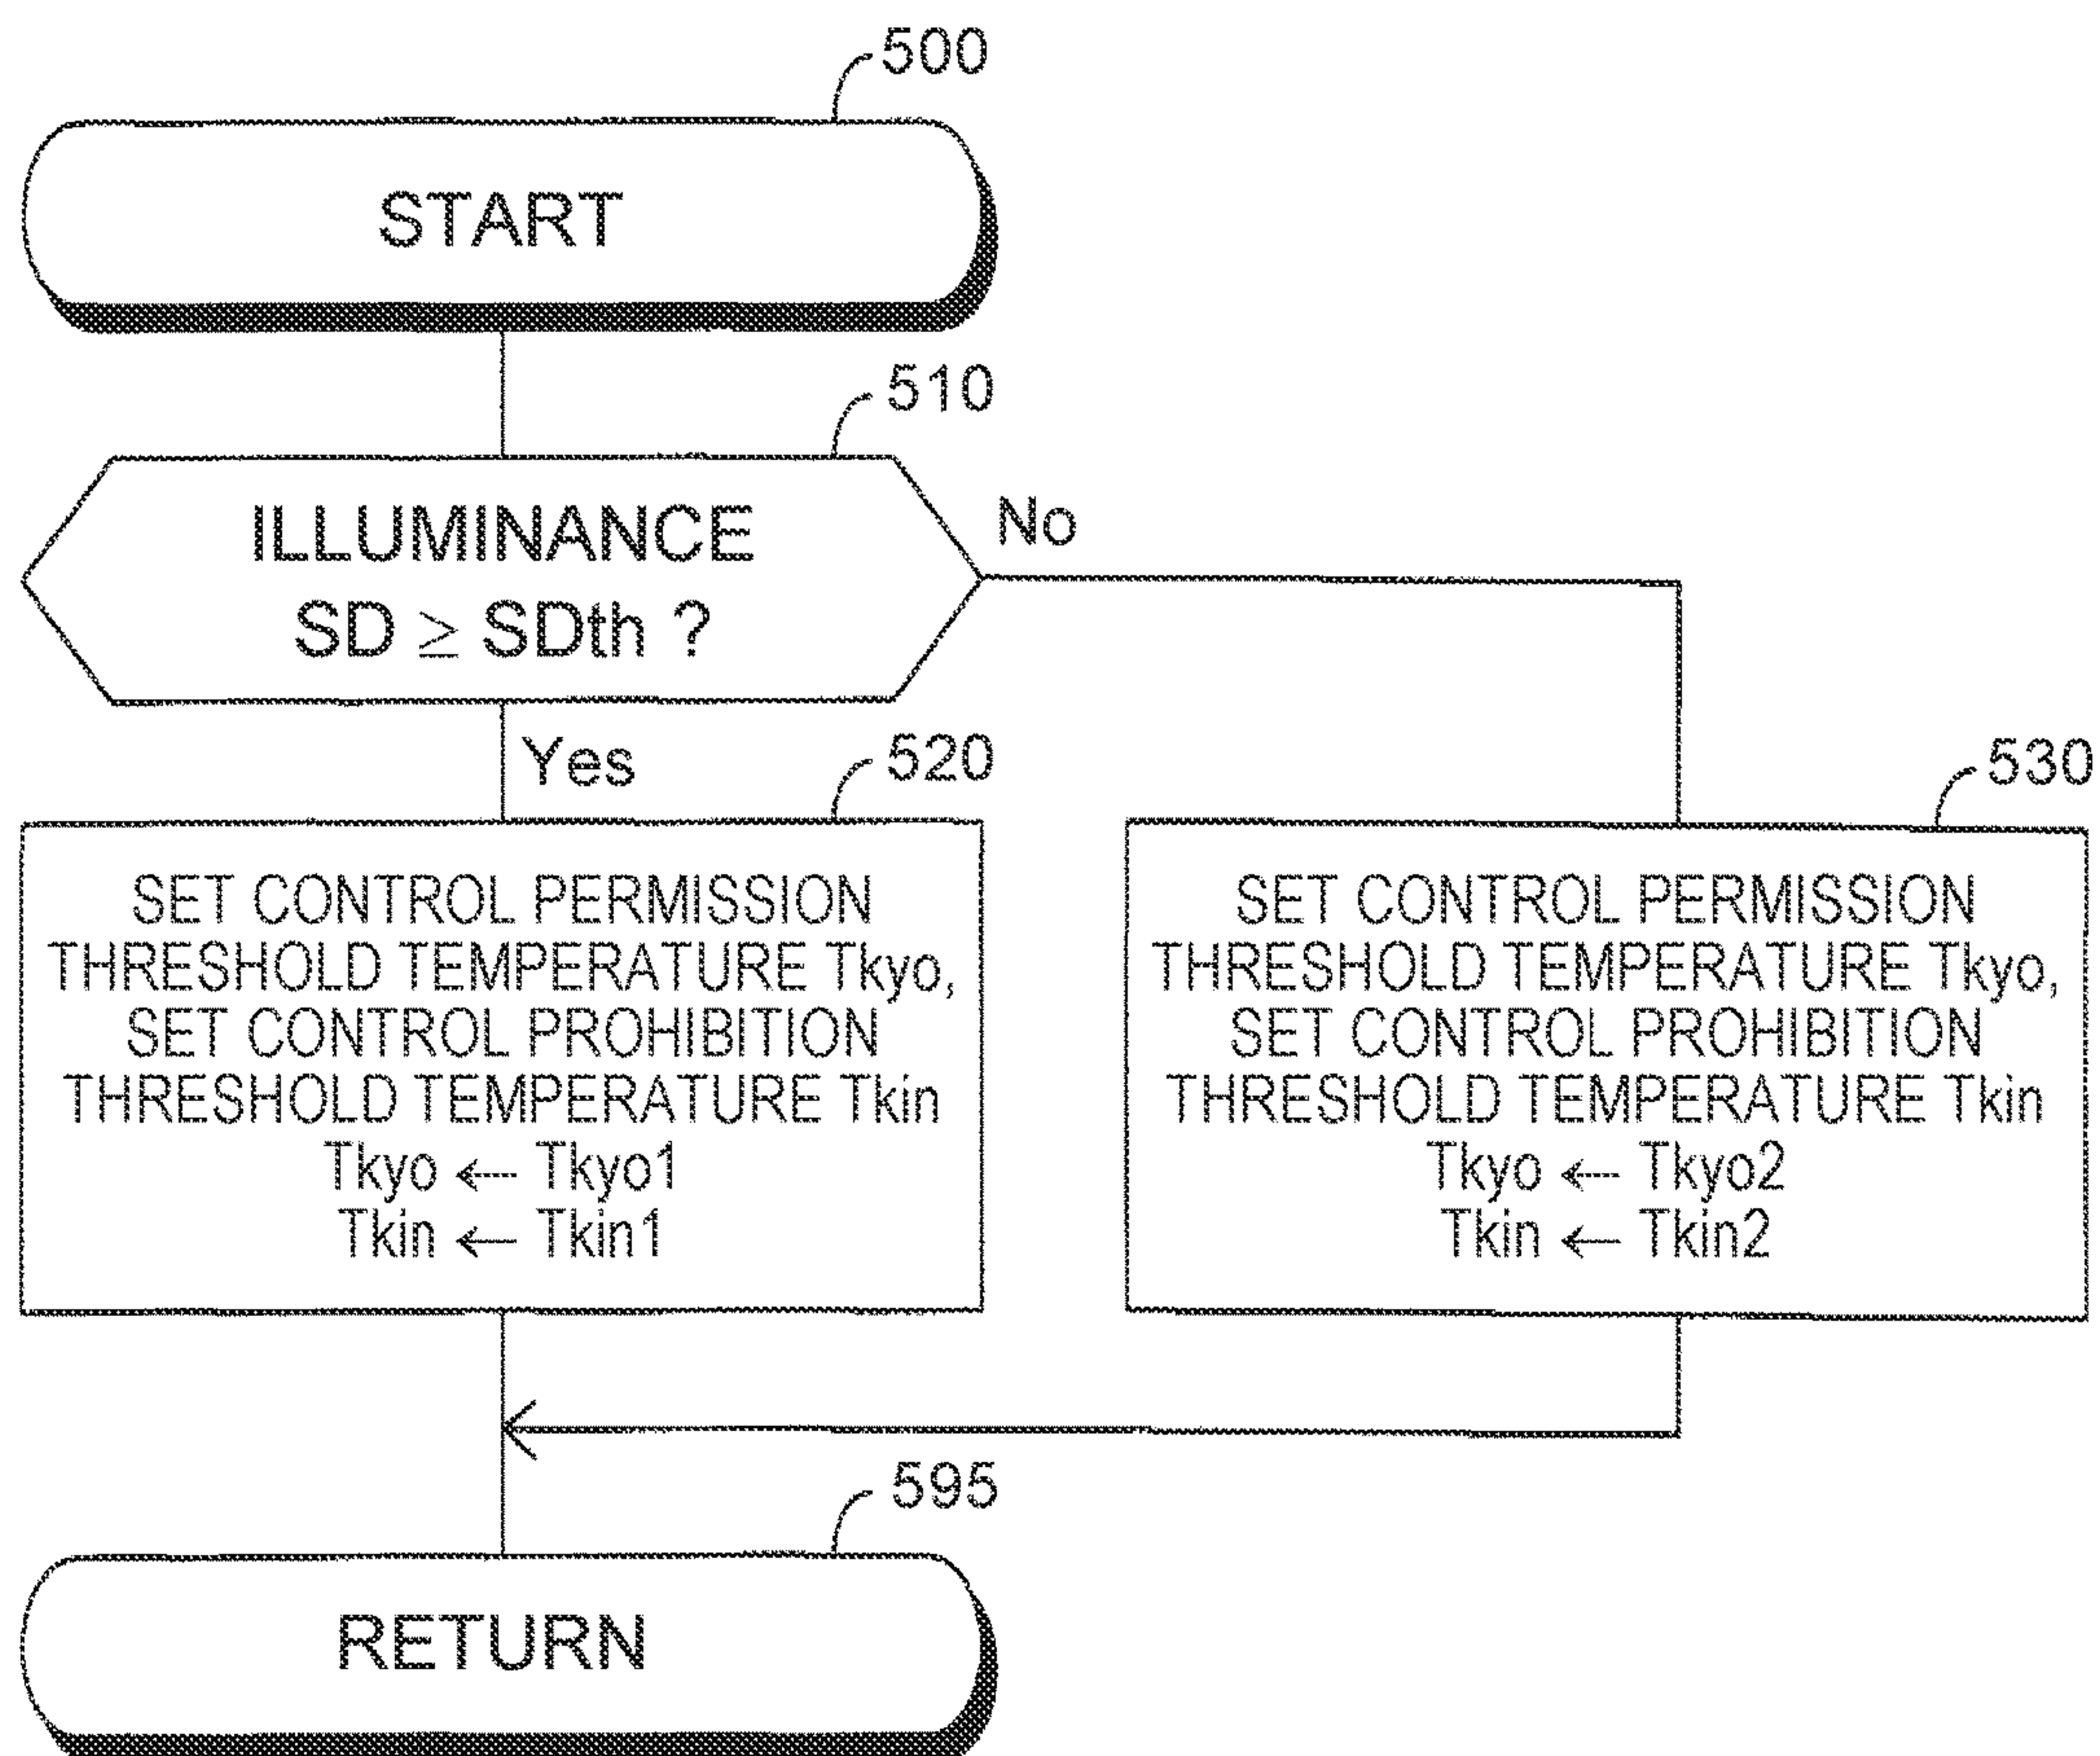 500
START
510
ILLUMINANCE
SD ≥ SDth ?
No
Yes
520
SET CONTROL PERMISSION
THRESHOLD TEMPERATURE Tkyo,
SET CONTROL PROHIBITION
THRESHOLD TEMPERATURE Tkin
Tkyo ← Tkyo1
Tkin ← Tkin1
530
SET CONTROL PERMISSION
THRESHOLD TEMPERATURE Tkyo,
SET CONTROL PROHIBITION
THRESHOLD TEMPERATURE Tkin
Tkyo ← Tkyo2
Tkin ← Tkin2
595
RETURN